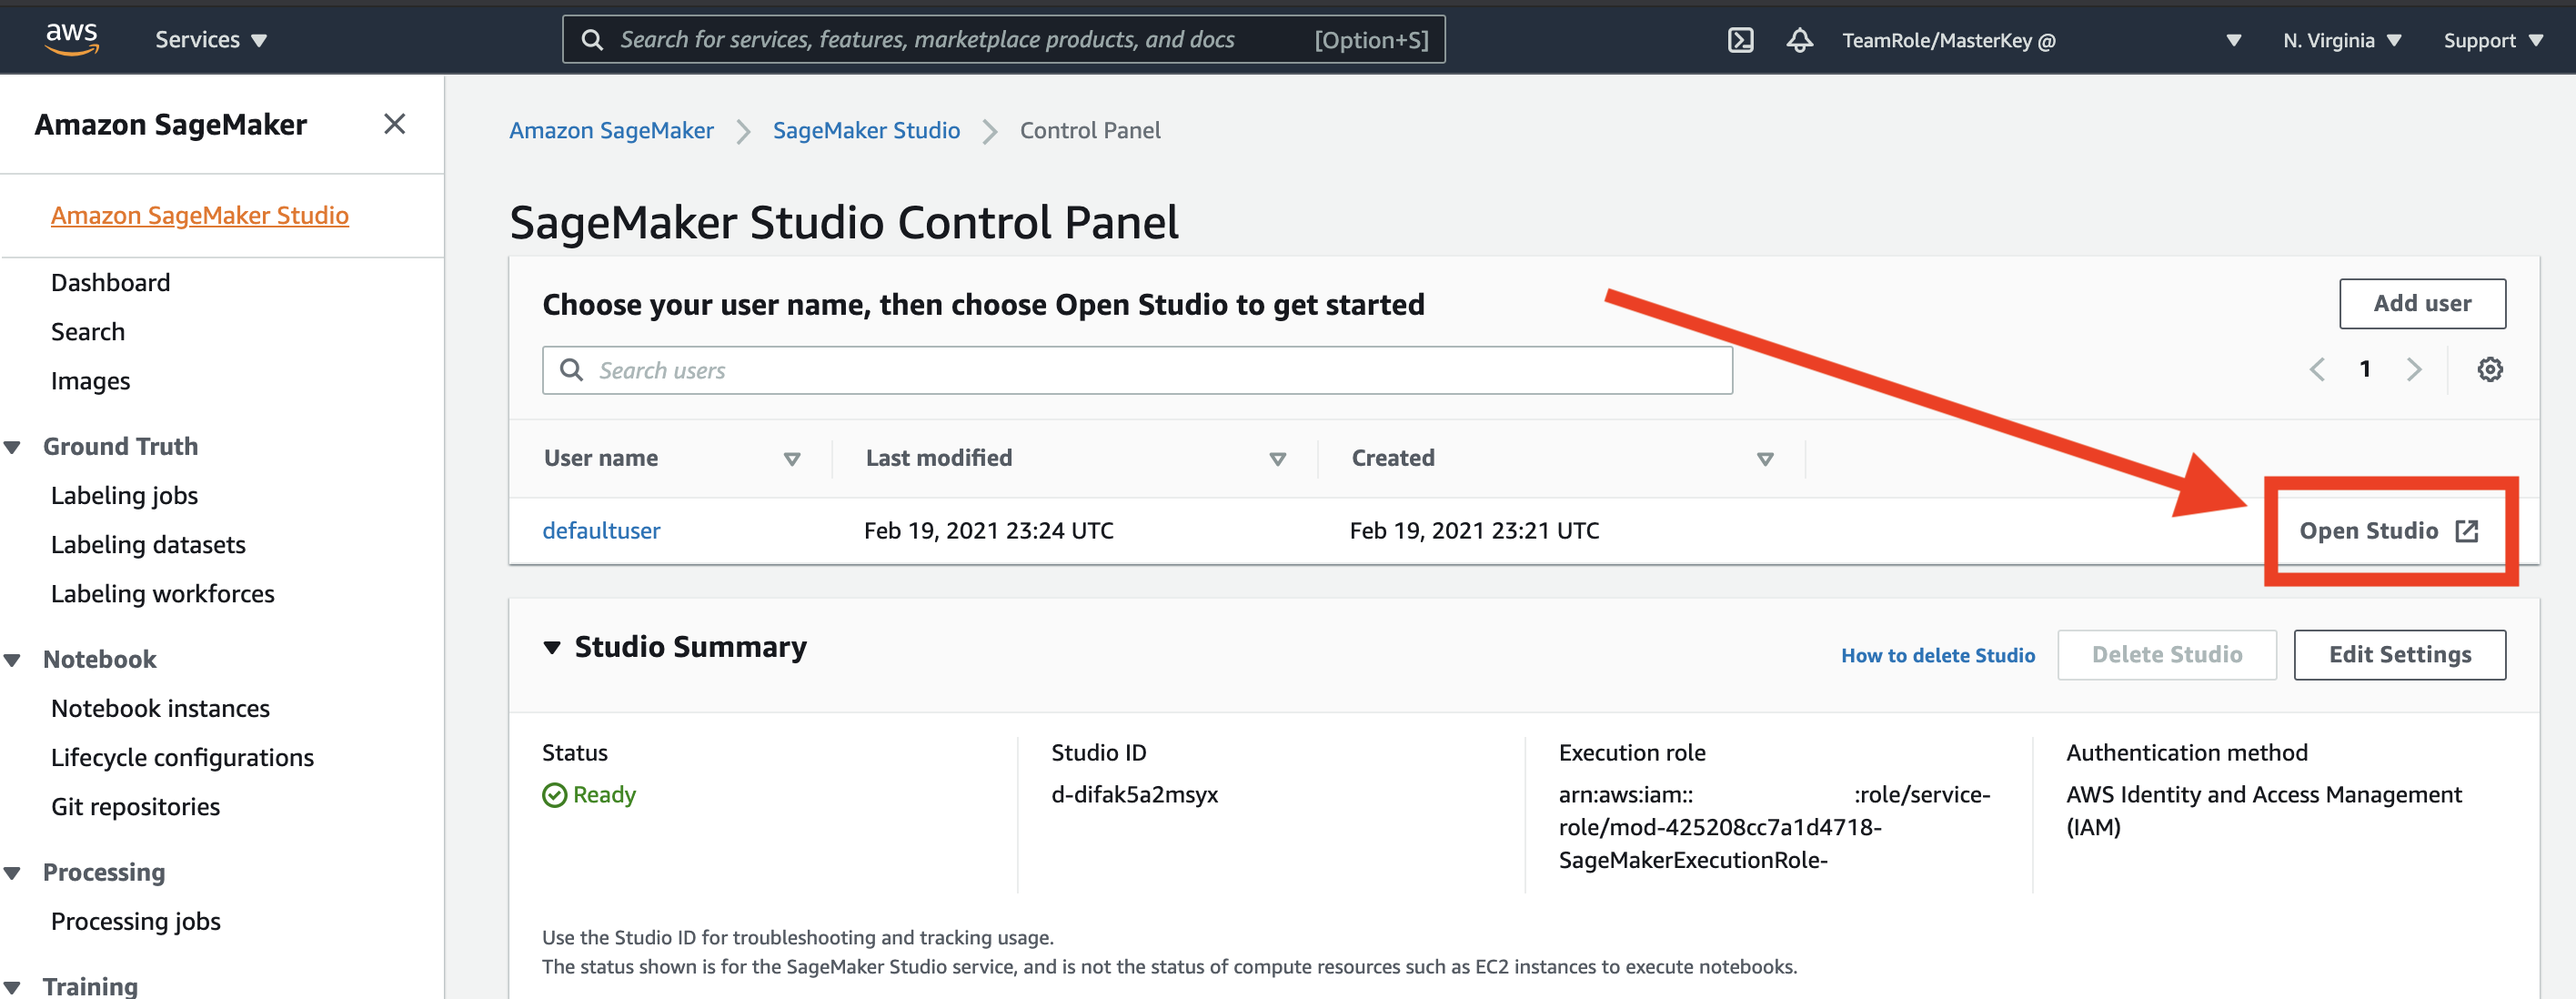 aws
Services
Search for services, features, marketplace products, and docs [Option+S]
TeamRole/MasterKey @
N. Virginia
Support
Amazon SageMaker
Amazon SageMaker Studio
Dashboard
Search
Images
Ground Truth
Labeling jobs
Labeling datasets
Labeling workforces
Notebook
Notebook instances
Lifecycle configurations
Git repositories
Processing
Processing jobs
Training
Amazon SageMaker > SageMaker Studio > Control Panel
SageMaker Studio Control Panel
Choose your user name, then choose Open Studio to get started
Add user
Search users
1
User name Last modified Created
defaultuser Feb 19, 2021 23:24 UTC Feb 19, 2021 23:21 UTC Open Studio
Studio Summary
How to delete Studio Delete Studio Edit Settings
Status
Ready
Studio ID
d-difak5a2msyx
Execution role
arn:aws:iam:: :role/service-
role/mod-425208cc7a1d4718-
SageMakerExecutionRole-
Authentication method
AWS Identity and Access Management
(IAM)
Use the Studio ID for troubleshooting and tracking usage.
The status shown is for the SageMaker Studio service, and is not the status of compute resources such as EC2 instances to execute notebooks.